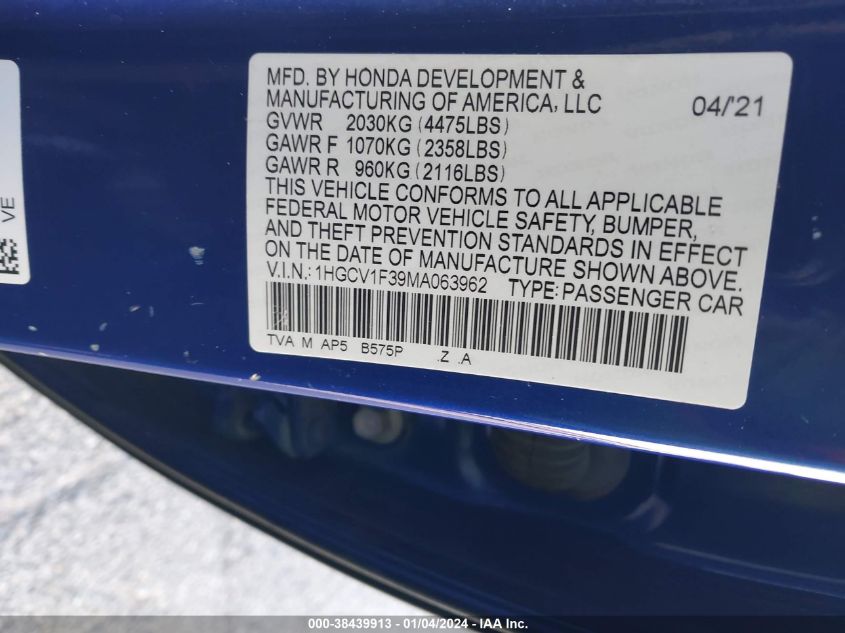 MFD. BY HONDA DEVELOPMENT &
MANUFACTURING OF AMERICA, LLC 04/'21
GVWR 2030KG (4475LBS)
GAWR F 1070KG (2358LBS)
GAWR R 960KG (2116LBS)
THIS VEHICLE CONFORMS TO ALL APPLICABLE
FEDERAL MOTOR VEHICLE SAFETY, BUMPER,
AND THEFT PREVENTION STANDARDS IN EFFECT
ON THE DATE OF MANUFACTURE SHOWN ABOVE.
V.I.N.: 1HGCV1F39MA063962 TYPE: PASSENGER CAR
TVA M AP5 B575P .Z .A
VE
000-38439913 - 01/04/2024 - IAA Inc.